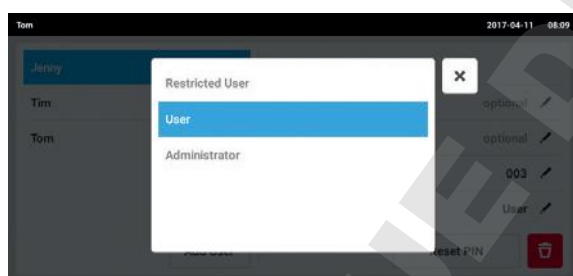 Tom 2017-04-11 08:09
Jenny
Restricted User
Tim optional
User
Tom optional
Administrator
003
User
Add User Reset PIN